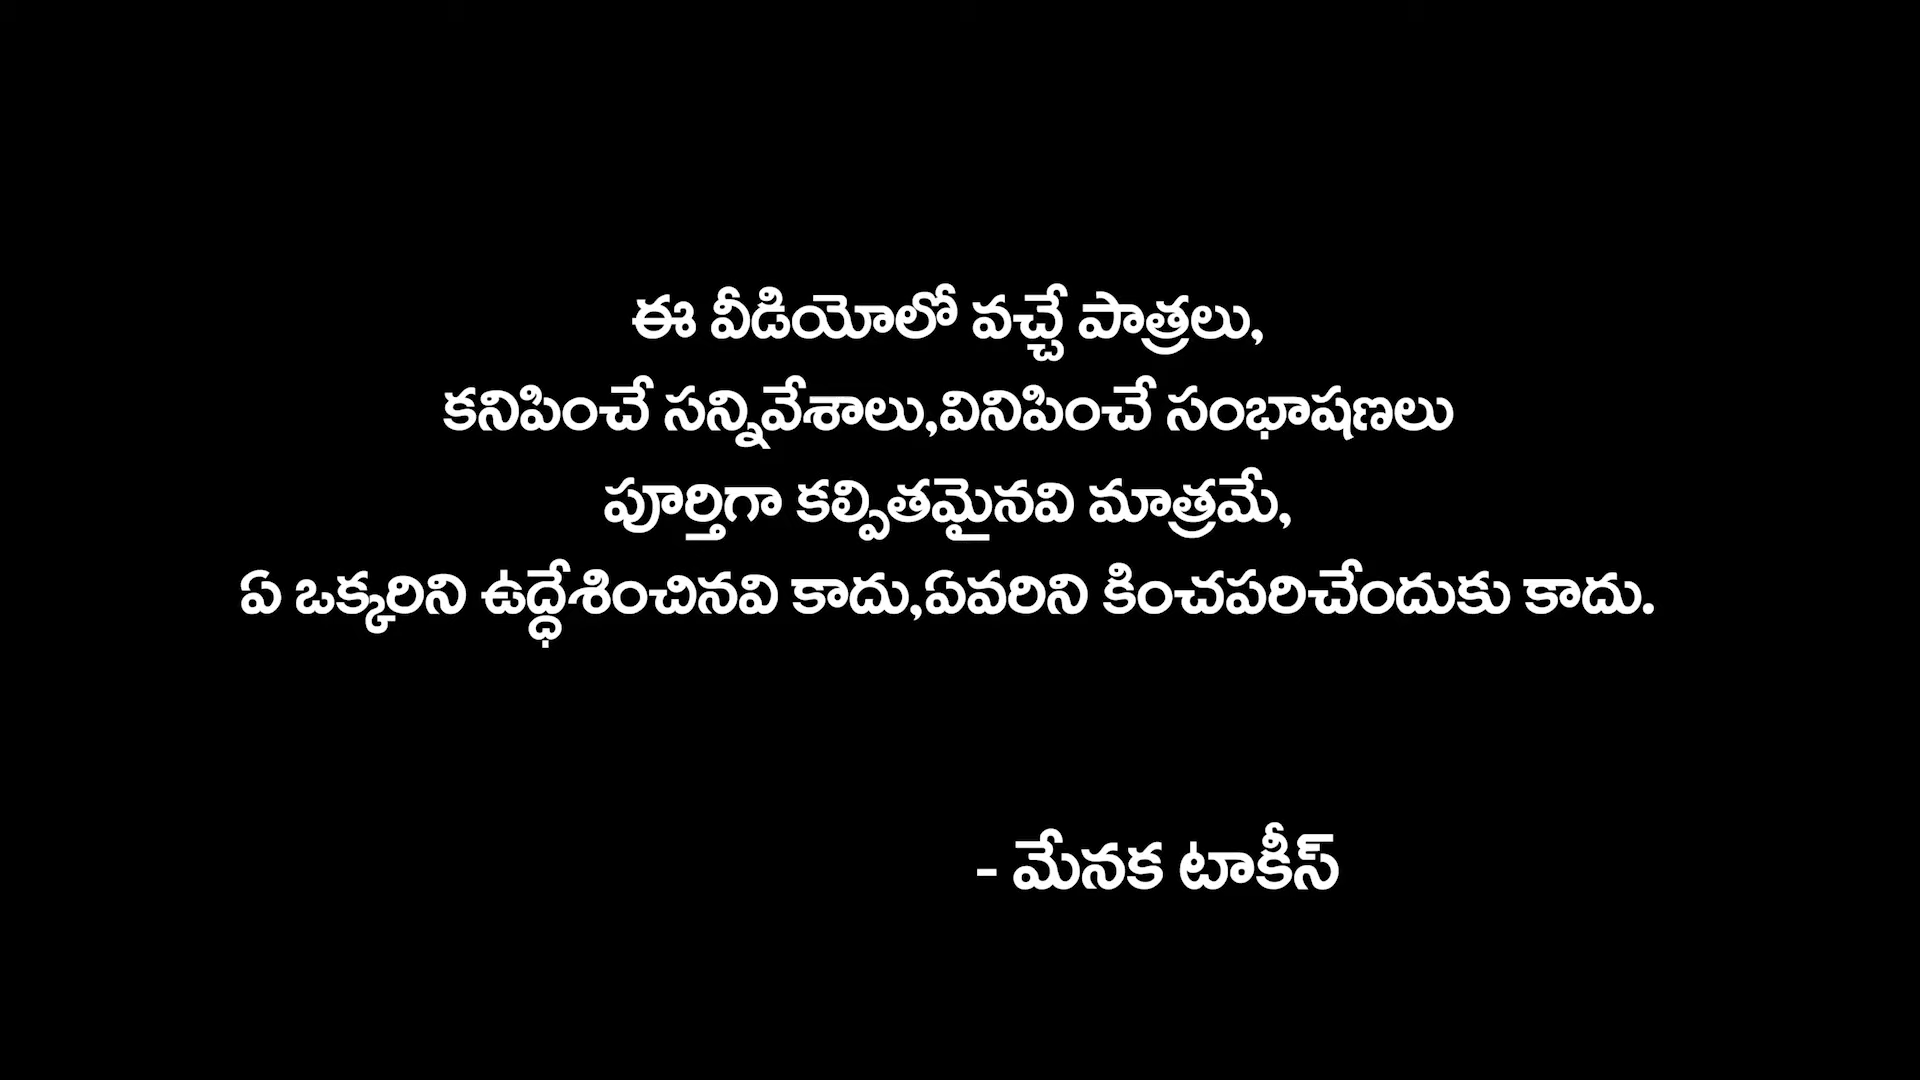 ఈ వీడియోలో వచ్చే పాత్రలు,
కనిపించే సన్నివేశాలు,వినిపించే సంభాషణలు
పూర్తిగా కల్పితమైనవి మాత్రమే,
ఏ ఒక్కరిని ఉద్ధేశించినవి కాదు,ఏవరిని కించపరిచేందుకు కాదు.
- మేనక టాకీస్